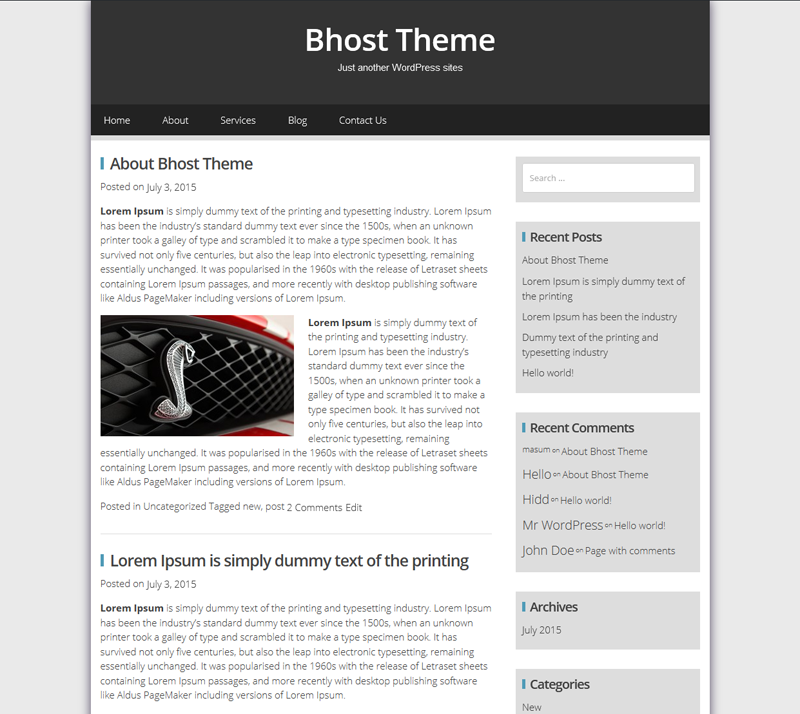 Bhost Theme
Just another WordPress sites
Home About Services Blog Contact Us
About Bhost Theme
Posted on July 3, 2015
Lorem Ipsum is simply dummy text of the printing and typesetting industry. Lorem Ipsum
has been the industry's standard dummy text ever since the 1500s, when an unknown
printer took a galley of type and scrambled it to make a type specimen book. It has
survived not only five centuries, but also the leap into electronic typesetting, remaining
essentially unchanged. It was popularised in the 1960s with the release of Letraset sheets
containing Lorem Ipsum passages, and more recently with desktop publishing software
like Aldus PageMaker including versions of Lorem Ipsum.
Lorem Ipsum is simply dummy text of
the printing and typesetting industry.
Lorem Ipsum has been the industry's
standard dummy text ever since the
1500s, when an unknown printer took a
galley of type and scrambled it to make a
type specimen book. It has survived not
only five centuries, but also the leap into
electronic typesetting, remaining
essentially unchanged. It was popularised in the 1960s with the release of Letraset sheets
containing Lorem Ipsum passages, and more recently with desktop publishing software
like Aldus PageMaker including versions of Lorem Ipsum.
Posted in Uncategorized Tagged new, post 2 Comments Edit
Lorem Ipsum is simply dummy text of the printing
Posted on July 3, 2015
Lorem Ipsum is simply dummy text of the printing and typesetting industry. Lorem Ipsum
has been the industry's standard dummy text ever since the 1500s, when an unknown
printer took a galley of type and scrambled it to make a type specimen book. It has
survived not only five centuries, but also the leap into electronic typesetting, remaining
essentially unchanged. It was popularised in the 1960s with the release of Letraset sheets
containing Lorem Ipsum passages, and more recently with desktop publishing software
like Aldus PageMaker including versions of Lorem Ipsum.
Search ...
Recent Posts
About Bhost Theme
Lorem Ipsum is simply dummy text of
the printing
Lorem Ipsum has been the industry
Dummy text of the printing and
typesetting industry
Hello world!
Recent Comments
masum on About Bhost Theme
Hello on About Bhost Theme
Hidd on Hello world!
Mr WordPress on Hello world!
John Doe on Page with comments
Archives
July 2015
Categories
New